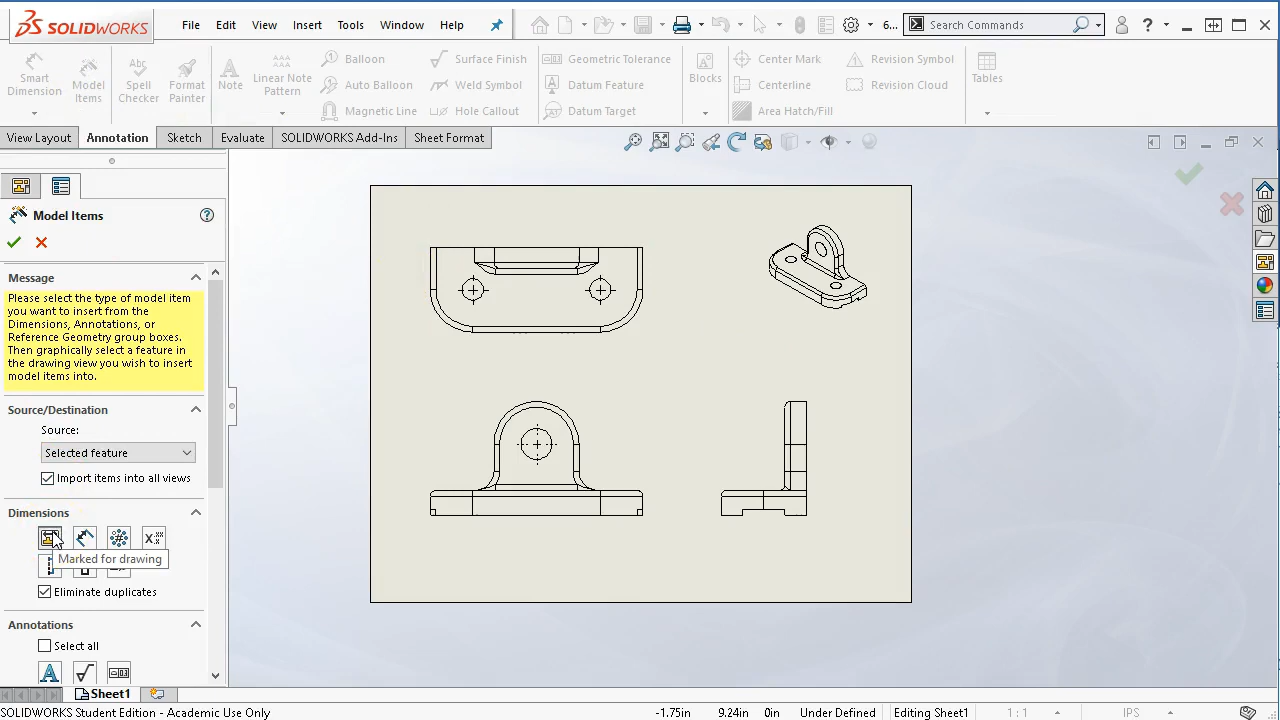 SOLIDWORKS File Edit View Insert Tools Window Help 6... Search Commands ?
Smart Dimension
Model Items
Spell Checker
Format Painter
Note
Linear Note Pattern
Balloon
Auto Balloon
Magnetic Line
Surface Finish
Weld Symbol
Hole Callout
Geometric Tolerance
Datum Feature
Datum Target
Blocks
Center Mark
Centerline
Area Hatch/Fill
Revision Symbol
Revision Cloud
Tables
View Layout Annotation Sketch Evaluate SOLIDWORKS Add-Ins Sheet Format
Model Items ?
Message
Please select the type of model item
you want to insert from the
Dimensions, Annotations, or
Reference Geometry group boxes.
Then graphically select a feature in
the drawing view you wish to insert
model items into.
Source/Destination
Source:
Selected feature
Import items into all views
Dimensions
Marked for drawing
Eliminate duplicates
Annotations
Select all
Sheet1
SOLIDWORKS Student Edition - Academic Use Only -1.75in 9.24in 0in Under Defined Editing Sheet1 1 : 1 IPS